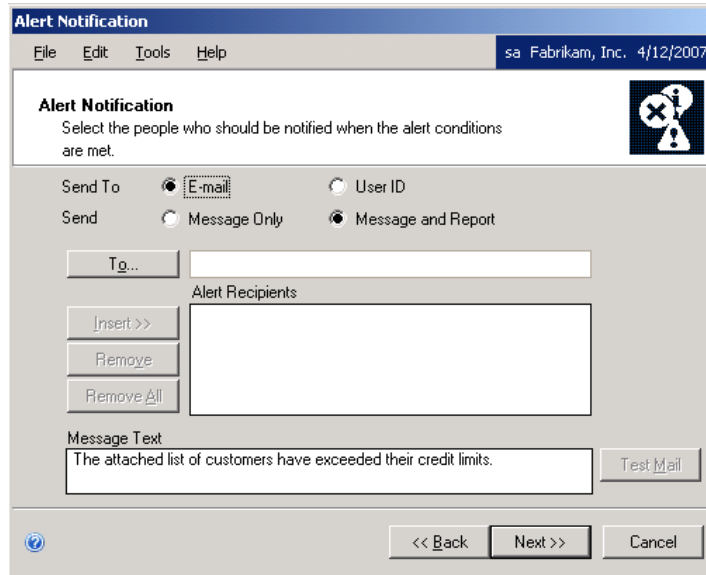 Alert Notification
File Edit Tools Help sa Fabrikam, Inc. 4/12/2007
Alert Notification
Select the people who should be notified when the alert conditions
are met.
Send To E-mail User ID
Send Message Only Message and Report
To...
Alert Recipients
Insert >>
Remove
Remove All
Message Text
The attached list of customers have exceeded their credit limits.
Test Mail
<< Back Next >> Cancel